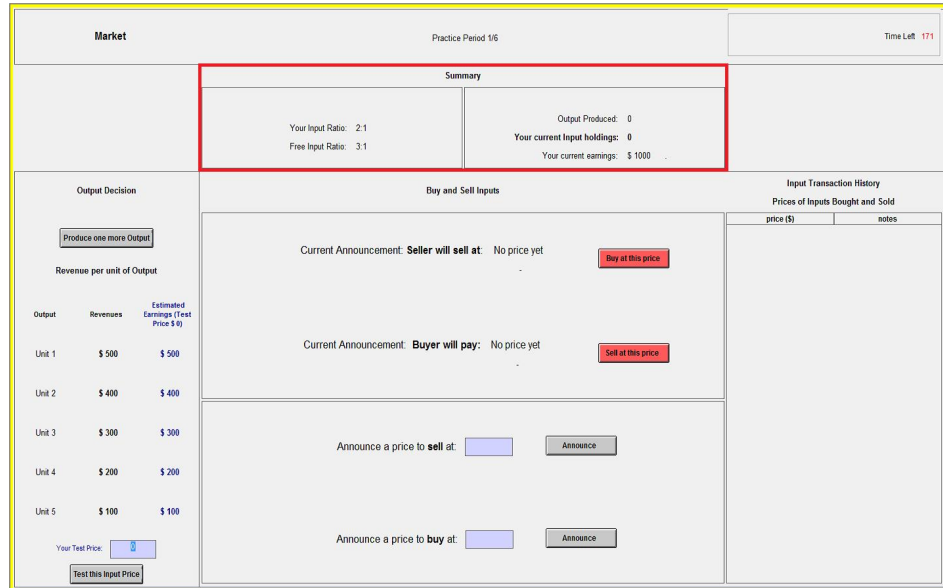 Market
Practice Period 1/6
Time Left 171
Summary
Your Input Ratio: 2:1
Free Input Ratio: 3:1
Output Produced: 0
Your current Input holdings: 0
Your current earnings: $ 1000 .
Output Decision
Produce one more Output
Revenue per unit of Output
Output Revenues Estimated Earnings (Test Price $ 0)
Unit 1 $ 500 $ 500
Unit 2 $ 400 $ 400
Unit 3 $ 300 $ 300
Unit 4 $ 200 $ 200
Unit 5 $ 100 $ 100
Your Test Price: 0
Test this Input Price
Buy and Sell Inputs
Current Announcement: Seller will sell at: No price yet
-
Buy at this price
Current Announcement: Buyer will pay: No price yet
-
Sell at this price
Announce a price to sell at:
Announce
Announce a price to buy at:
Announce
Input Transaction History
Prices of Inputs Bought and Sold
price ($) notes